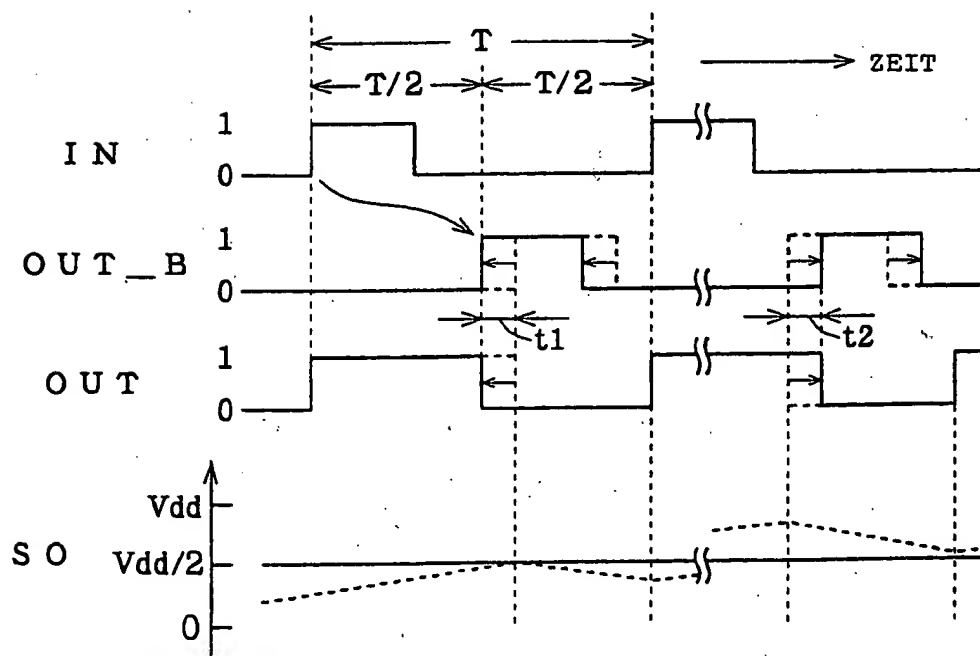 T
ZEIT
T/2 T/2
IN 1 0
OUT_B 1 0
t1 t2
OUT 1 0
SO Vdd
Vdd/2
0